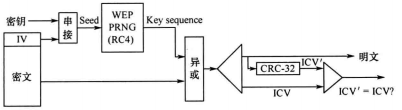 密钥
IV
密文
串接
Seed
WEP
PRNG
(RC4)
Key sequence
异或
明文
CRC-32
ICV′
ICV
ICV′ = ICV?